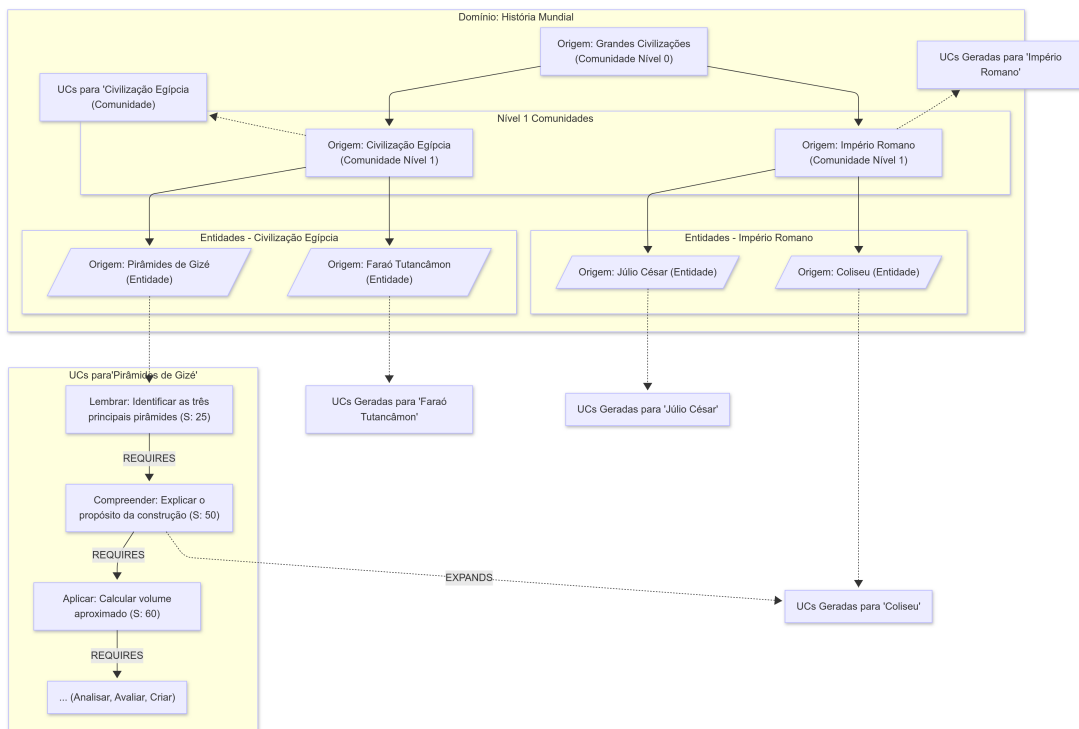 Domínio: História Mundial
Origem: Grandes Civilizações
(Comunidade Nível 0)
UCs Geradas para 'Império
Romano'
UCs para 'Civilização Egípcia
(Comunidade)
Nível 1 Comunidades
Origem: Civilização Egípcia
(Comunidade Nível 1)
Origem: Império Romano
(Comunidade Nível 1)
Entidades - Civilização Egípcia
Entidades - Império Romano
Origem: Pirâmides de Gizé
(Entidade)
Origem: Faraó Tutancâmon
(Entidade)
Origem: Júlio César (Entidade)
Origem: Coliseu (Entidade)
UCs para'Pirâmides de Gizé'
Lembrar: Identificar as três
principais pirâmides (S: 25)
UCs Geradas para 'Faraó
Tutancâmon'
UCs Geradas para 'Júlio César'
REQUIRES
Compreender: Explicar o
propósito da construção (S: 50)
REQUIRES
EXPANDS
Aplicar: Calcular volume
aproximado (S: 60)
UCs Geradas para 'Coliseu'
REQUIRES
... (Analisar, Avaliar, Criar)